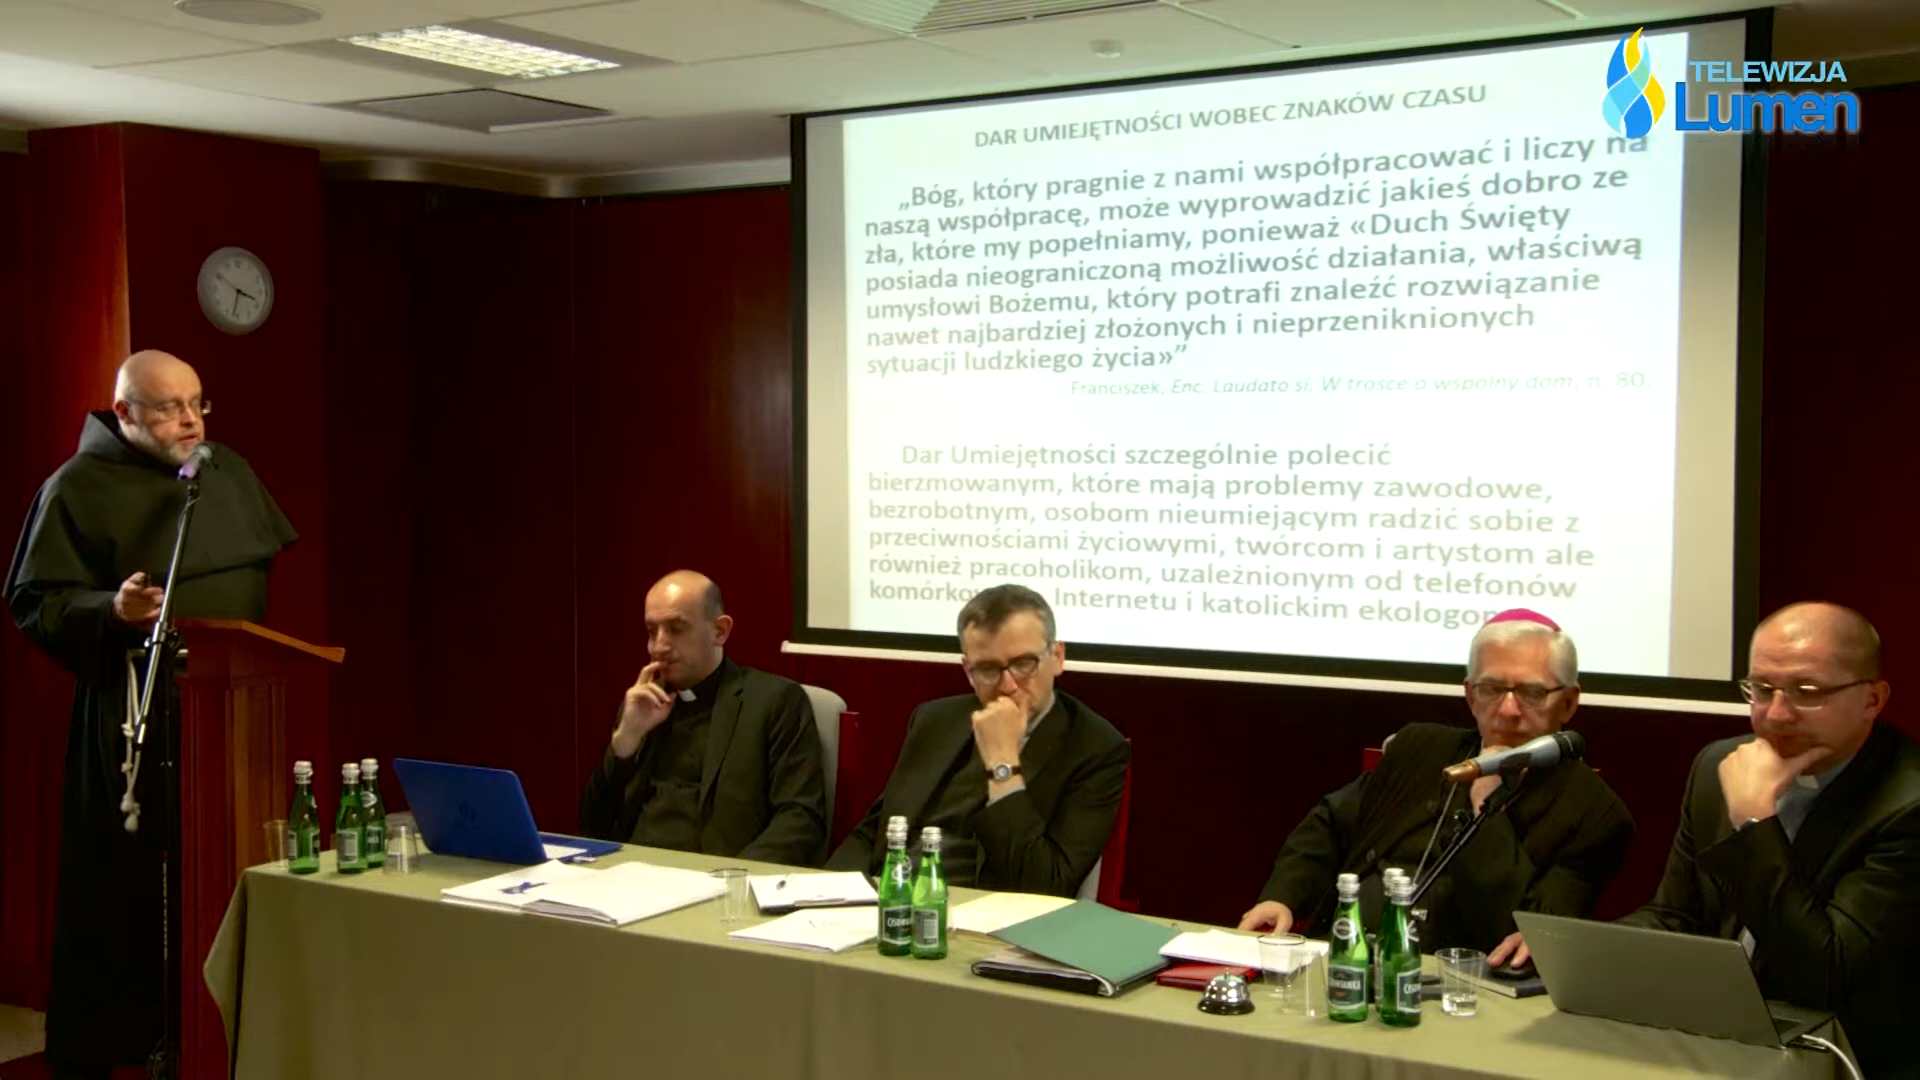 TELEWIZJA
Lumen
DAR UMIEJĘTNOŚCI WOBEC ZNAKÓW CZASU
„Bóg, który pragnie z nami współpracować i liczy na
naszą współpracę, może wyprowadzić jakieś dobro ze
zła, które my popełniamy, ponieważ «Duch Święty
posiada nieograniczoną możliwość działania, właściwą
umysłowi Bożemu, który potrafi znaleźć rozwiązanie
nawet najbardziej złożonych i nieprzeniknionych
sytuacji ludzkiego życia»”
Franciszek, Enc. Laudato si. W trosce o wspólny dom, n. 80.
Dar Umiejętności szczególnie polecić
bierzmowanym, które mają problemy zawodowe,
bezrobotnym, osobom nieumiejącym radzić sobie z
przeciwnościami życiowymi, twórcom i artystom ale
również pracoholikom, uzależnionym od telefonów
Internetu i katolickim